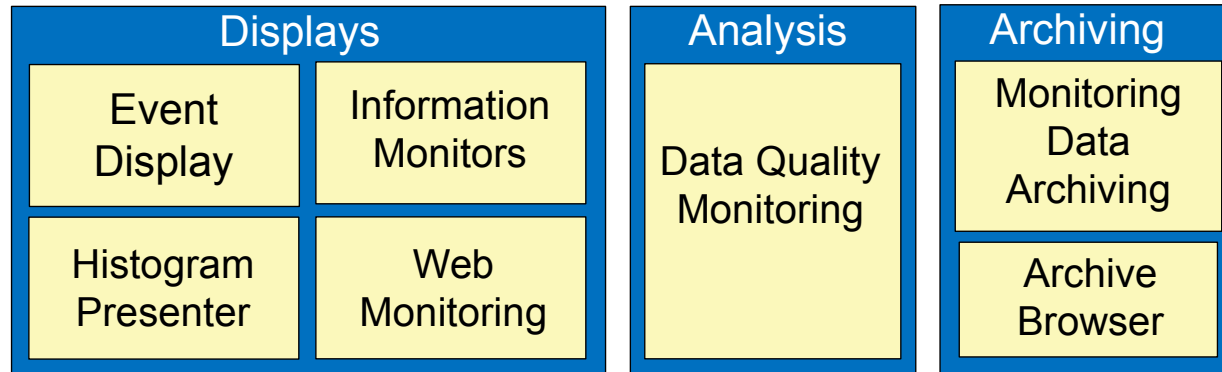 Displays
Event
Display
Information
Monitors
Histogram
Presenter
Web
Monitoring
Analysis
Data Quality
Monitoring
Archiving
Monitoring
Data
Archiving
Archive
Browser